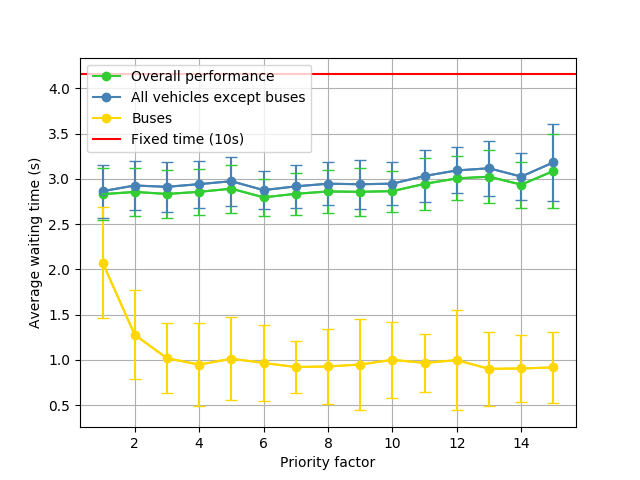 Overall performance
All vehicles except buses
Buses
Fixed time (10s)
Average waiting time (s)
4.0
3.5
3.0
2.5
2.0
1.5
1.0
0.5
2 4 6 8 10 12 14
Priority factor